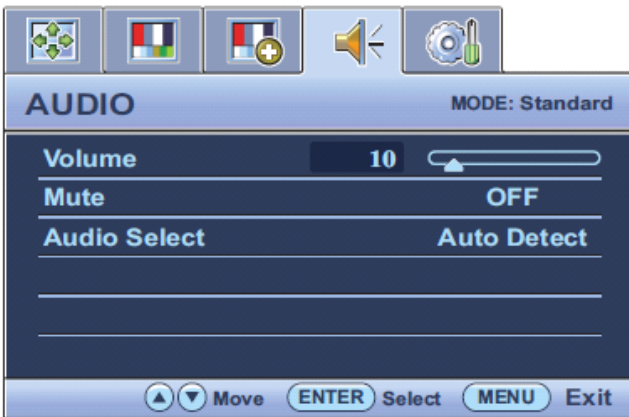 AUDIO MODE: Standard
Volume 10
Mute OFF
Audio Select Auto Detect
Move ENTER Select MENU Exit